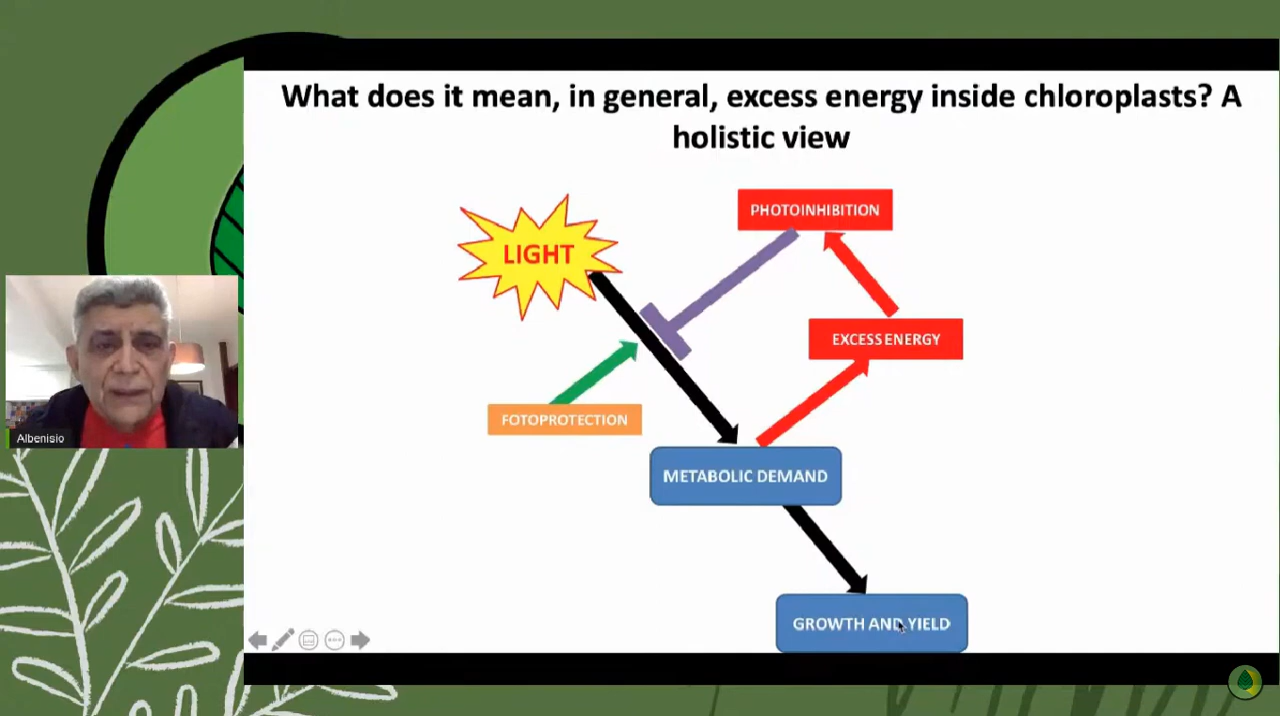 What does it mean, in general, excess energy inside chloroplasts? A
holistic view
LIGHT
PHOTOINHIBITION
EXCESS ENERGY
FOTOPROTECTION
METABOLIC DEMAND
GROWTH AND YIELD
Albenisio